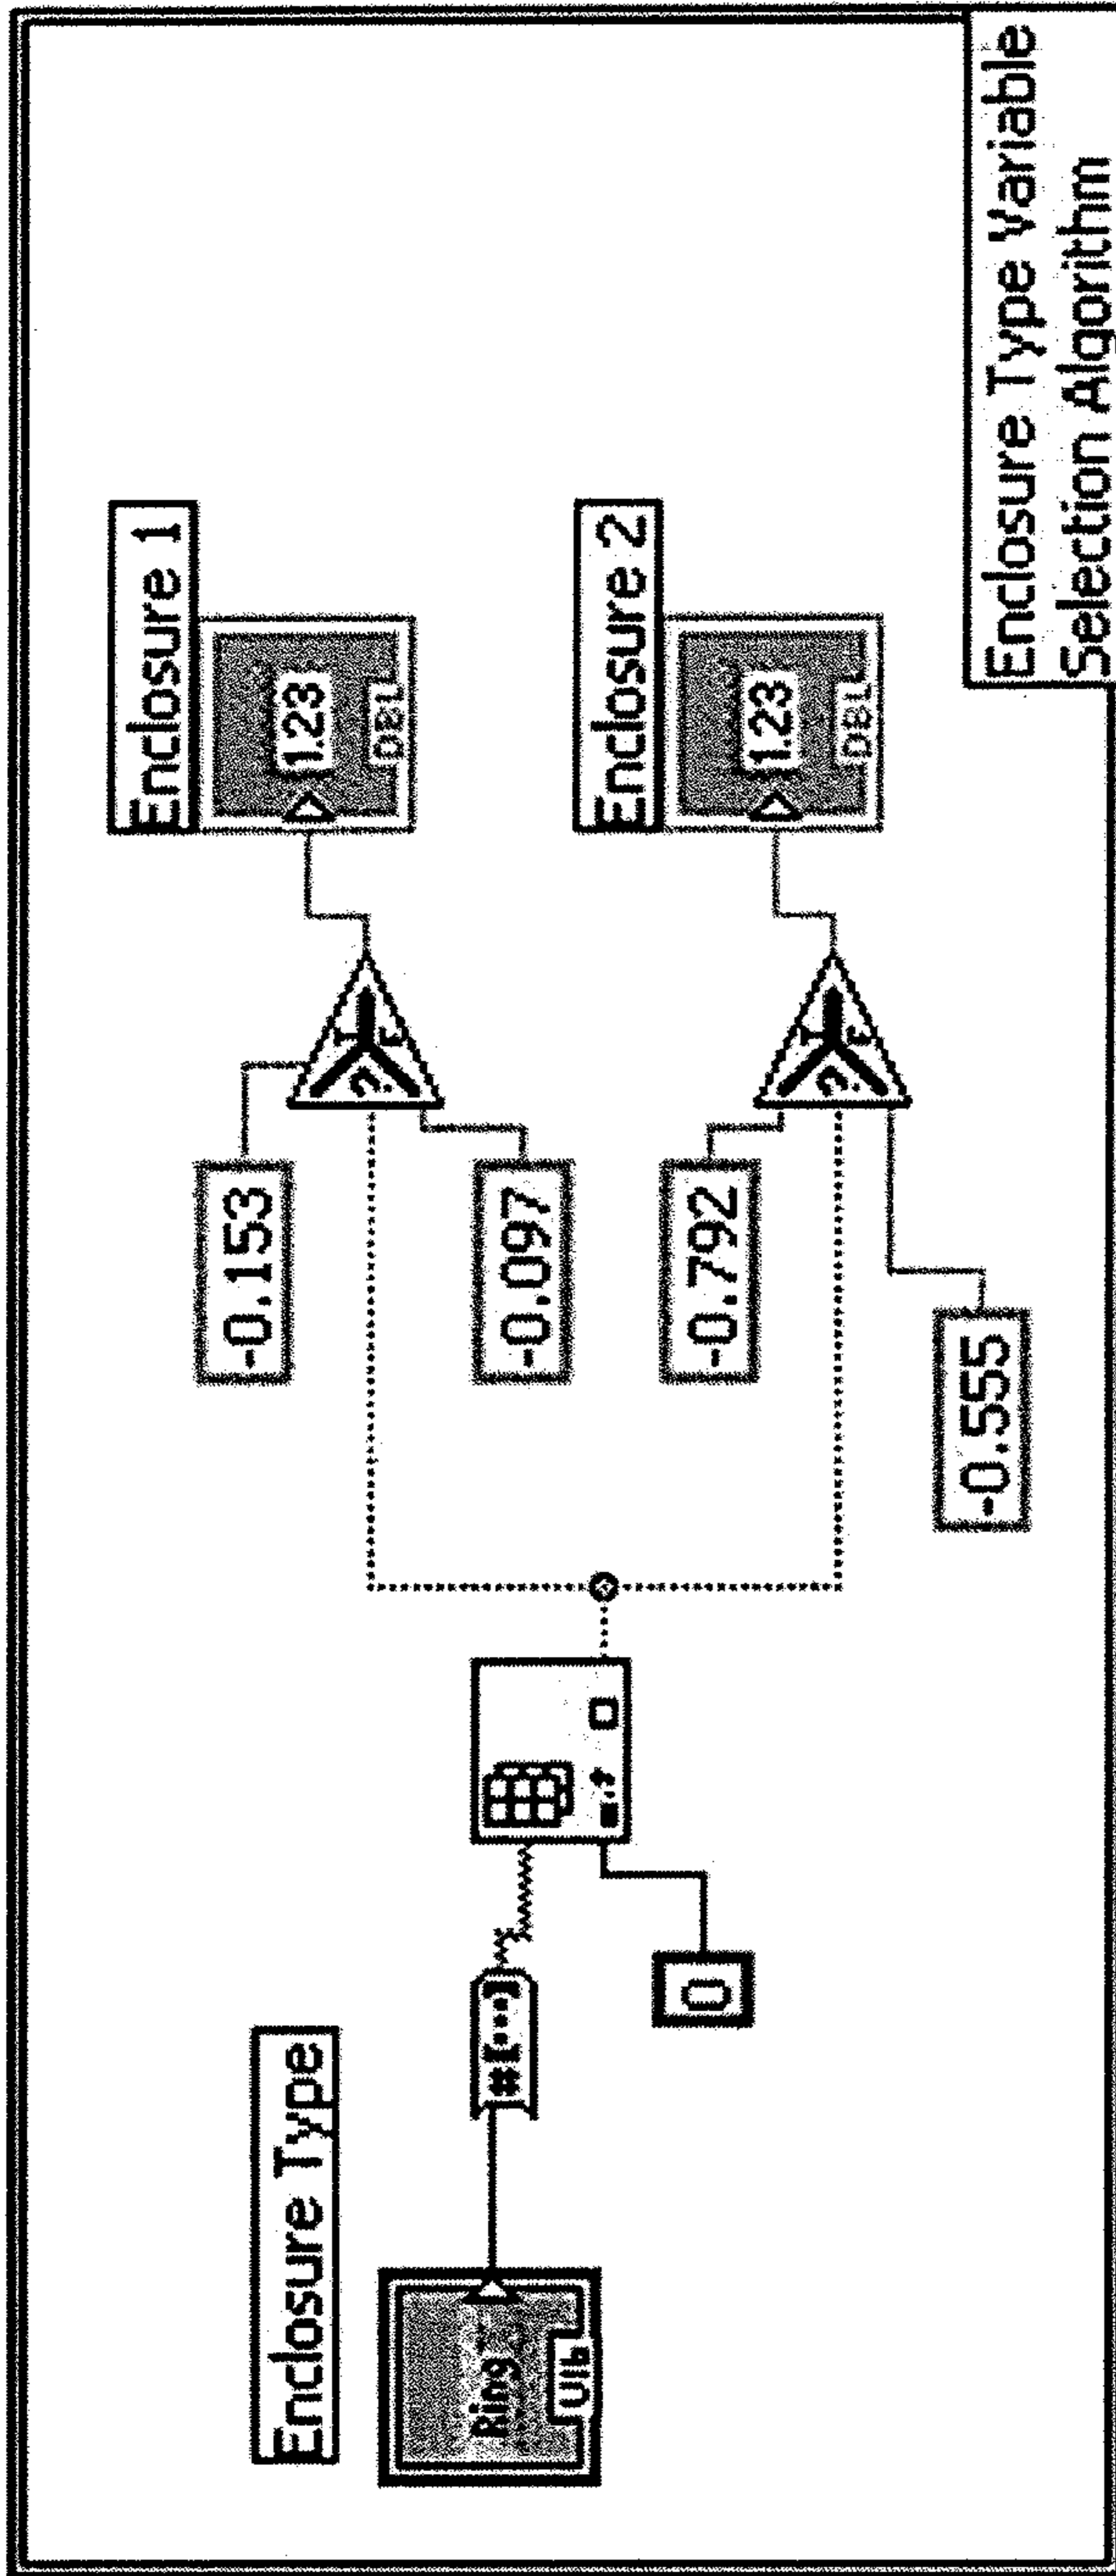 Enclosure Type
Ring
U16
#[...]
0
-0.153
-0.097
-0.792
-0.555
?
T
F
?
T
F
Enclosure 1
1.23
DBL
Enclosure 2
1.23
DBL
Enclosure Type Variable
Selection Algorithm